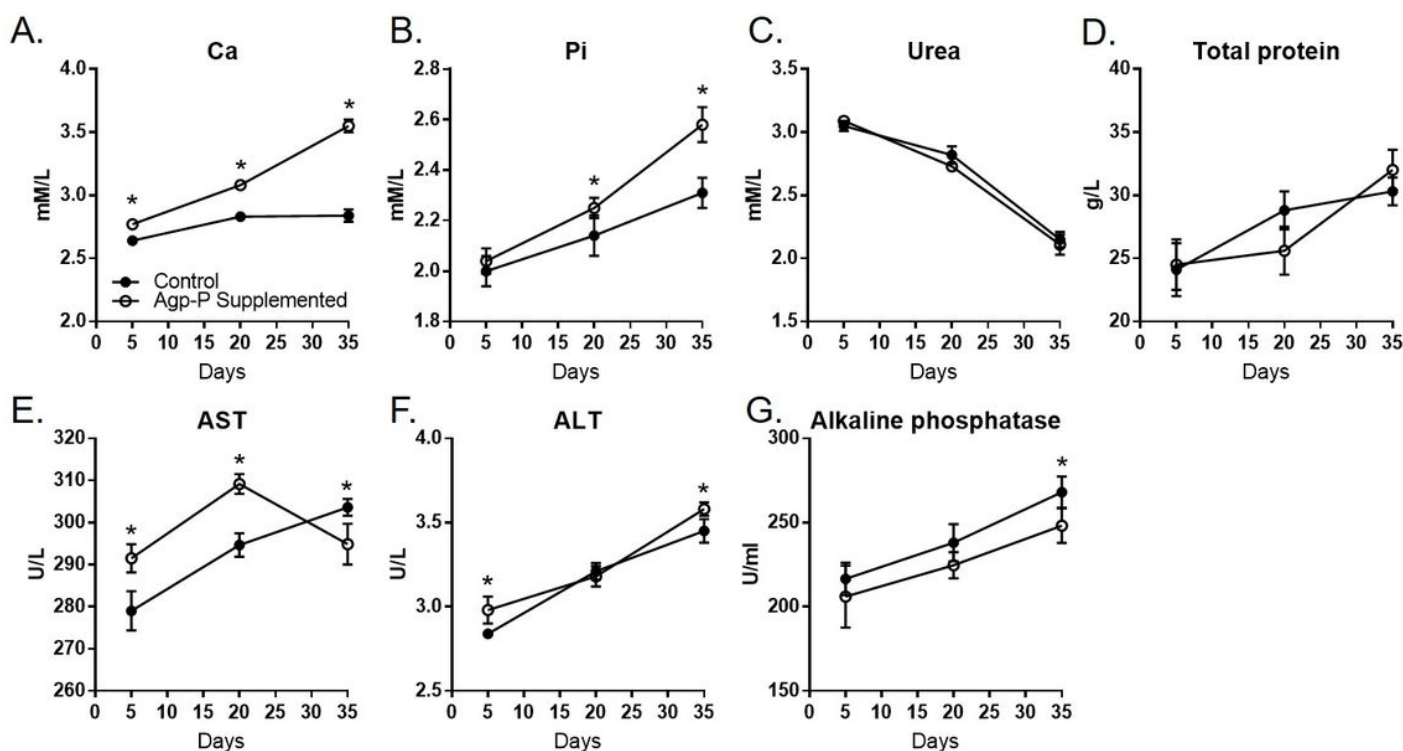 A.
Ca
mM/L
4.0
3.5
3.0
2.5
2.0
*
*
*
Control
Agp-P Supplemented
0 5 10 15 20 25 30 35
Days
B.
Pi
mM/L
2.8
2.6
2.4
2.2
2.0
1.8
*
*
0 5 10 15 20 25 30 35
Days
C.
Urea
mM/L
3.5
3.0
2.5
2.0
1.5
0 5 10 15 20 25 30 35
Days
D.
Total protein
g/L
40
35
30
25
20
0 5 10 15 20 25 30 35
Days
E.
AST
U/L
320
310
300
290
280
270
260
*
*
*
0 5 10 15 20 25 30 35
Days
F.
ALT
U/L
4.0
3.5
3.0
2.5
*
*
0 5 10 15 20 25 30 35
Days
G.
Alkaline phosphatase
U/ml
300
250
200
150
*
0 5 10 15 20 25 30 35
Days